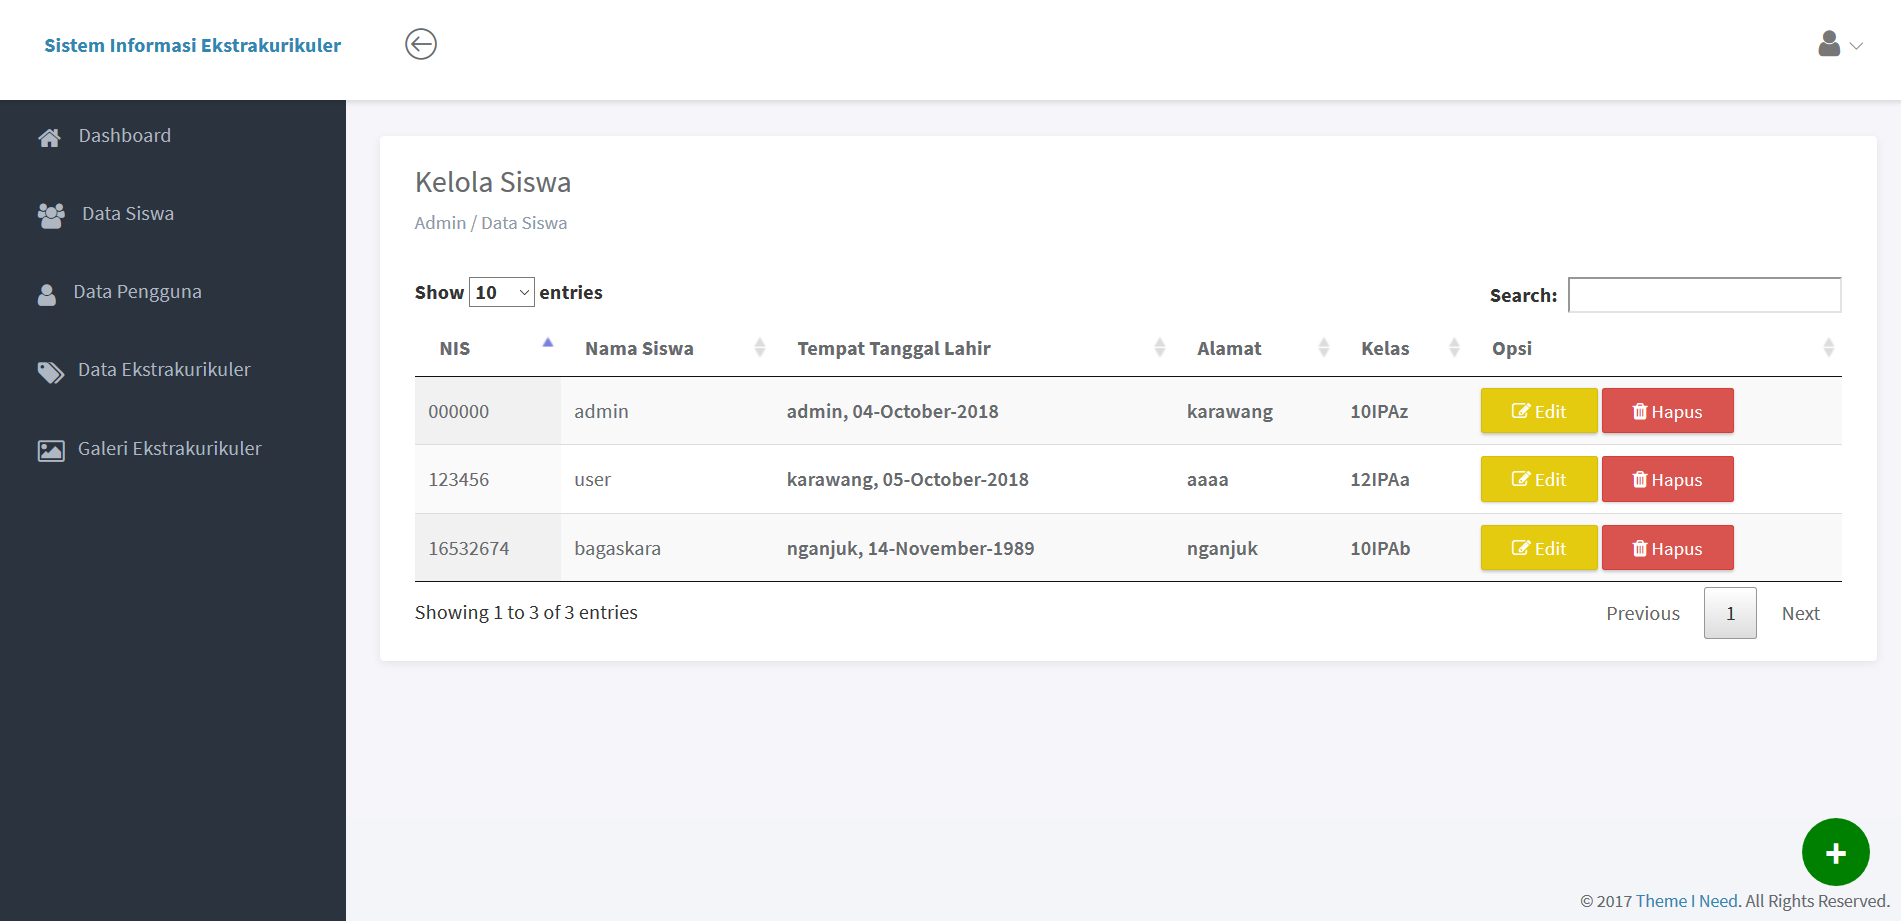 Sistem Informasi Ekstrakurikuler
Dashboard
Data Siswa
Data Pengguna
Data Ekstrakurikuler
Galeri Ekstrakurikuler
Kelola Siswa
Admin / Data Siswa
Show 10 entries
Search:
NIS Nama Siswa Tempat Tanggal Lahir Alamat Kelas Opsi
000000 admin admin, 04-October-2018 karawang 10IPAz Edit Hapus
123456 user karawang, 05-October-2018 aaaa 12IPAa Edit Hapus
16532674 bagaskara nganjuk, 14-November-1989 nganjuk 10IPAb Edit Hapus
Showing 1 to 3 of 3 entries
Previous 1 Next
+
© 2017 Theme I Need. All Rights Reserved.